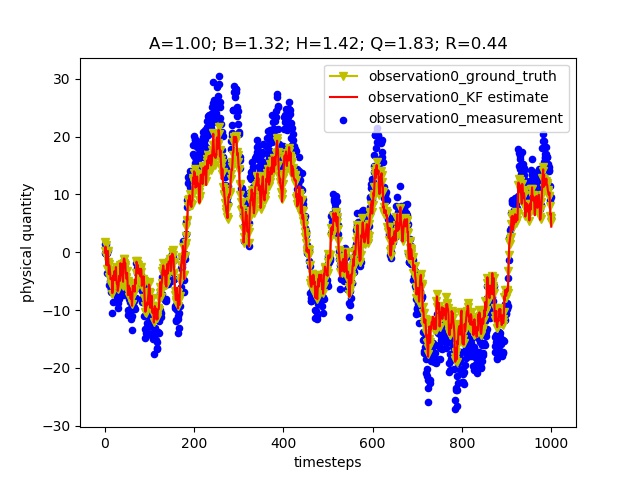 A=1.00; B=1.32; H=1.42; Q=1.83; R=0.44
observation0_ground_truth
observation0_KF estimate
observation0_measurement
physical quantity
30
20
10
0
−10
−20
−30
0 200 400 600 800 1000
timesteps